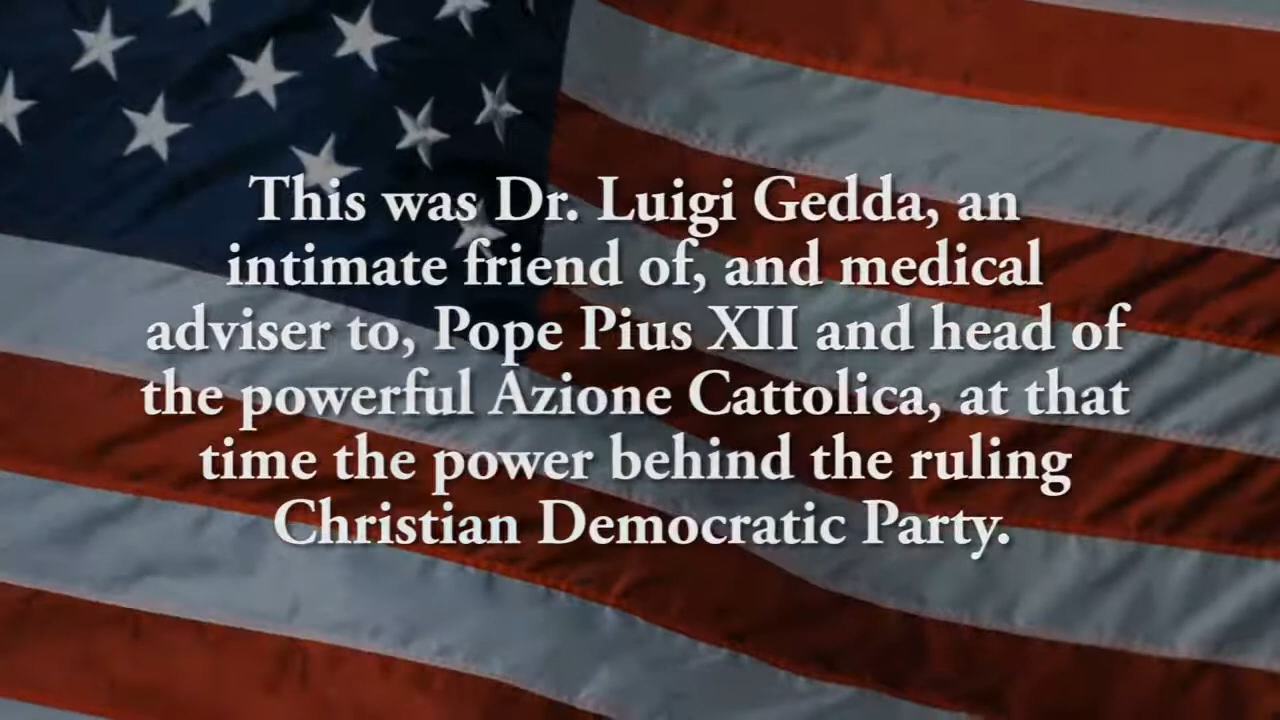 This was Dr. Luigi Gedda, an
intimate friend of, and medical
adviser to, Pope Pius XII and head of
the powerful Azione Cattolica, at that
time the power behind the ruling
Christian Democratic Party.